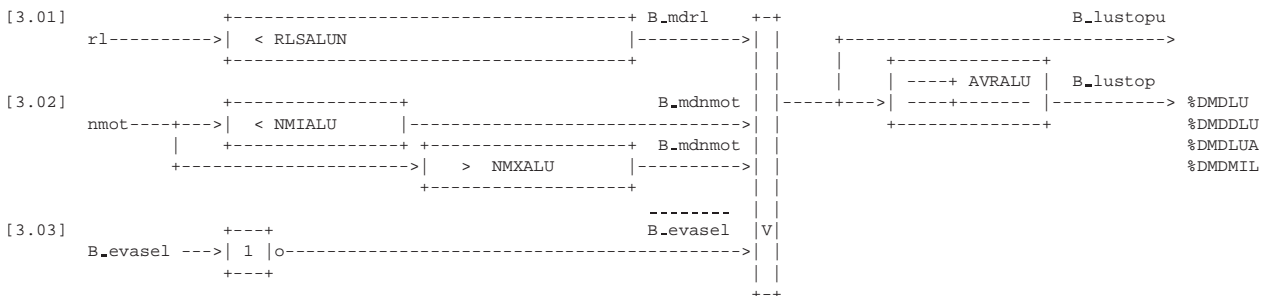 [3.01] +-------------------------------------+ B_mdrl +-+ B_lustopu
rl---------->| < RLSALUN |---------->| | +------------------------------>
+-------------------------------------+ | | | +--------------+
| | | | ----+ AVRALU | B_lustop
[3.02] +----------------+ B_mdnmot | |-----+--->| ----+------- |-----------> %DMDLU
nmot----+--->| < NMIALU |------------------------------->| | +--------------+ %DMDDLU
| +----------------+ +-------------------+ B_mdnmot | | %DMDLUA
+---------------------->| > NMXALU |---------->| | %DMDMIL
+-------------------+ | |
-------- | |
[3.03] +---+ B_evasel |V|
B_evasel --->| 1 |o------------------------------------------->| |
+---+ | |
+-+